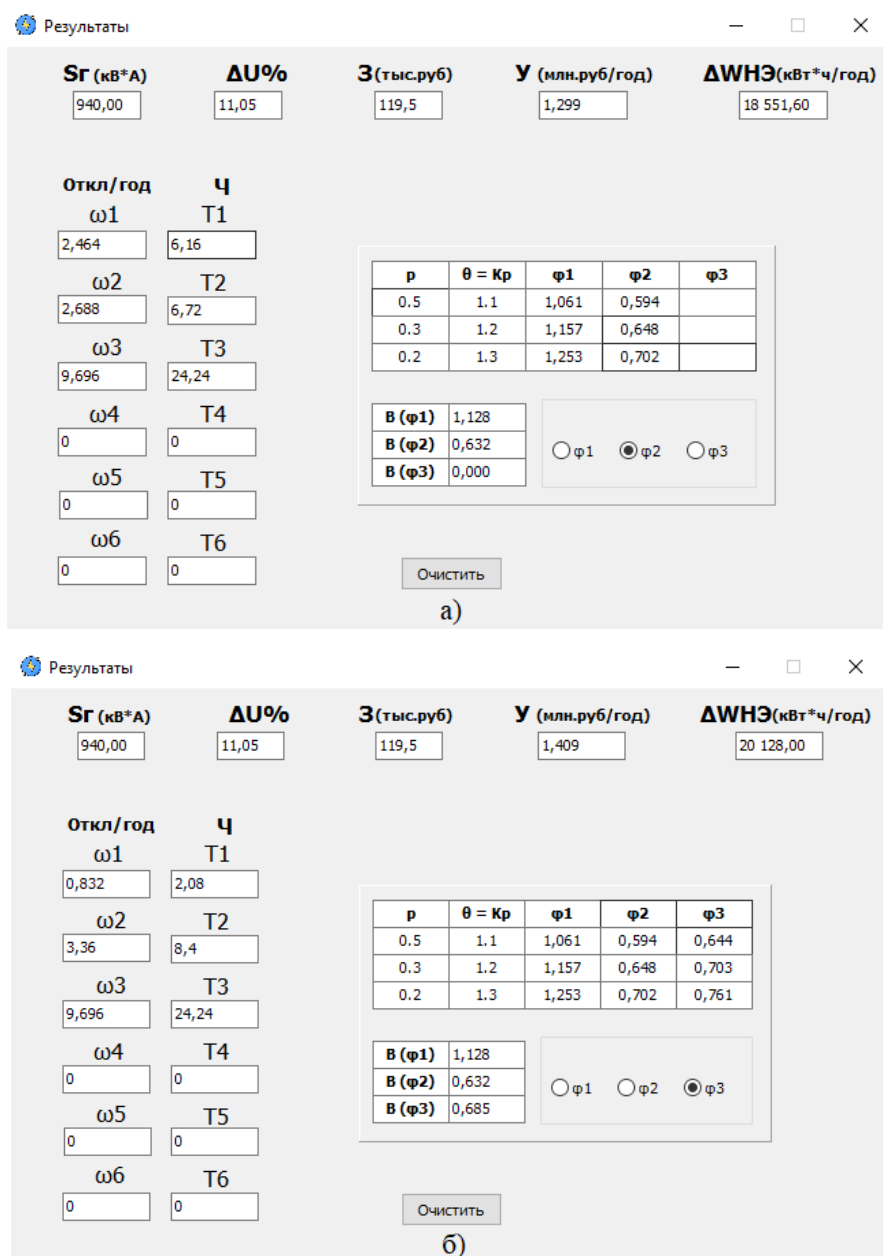 Результаты
Sг (кВ*А) ΔU% З(тыс.руб) У (млн.руб/год) ΔWНЭ(кВт*ч/год)
940,00 11,05 119,5 1,299 18 551,60
Откл/год Ч
ω1 T1
2,464 6,16
ω2 T2
2,688 6,72
ω3 T3
9,696 24,24
ω4 T4
0 0
ω5 T5
0 0
ω6 T6
0 0
p θ = Kp φ1 φ2 φ3
0.5 1.1 1,061 0,594
0.3 1.2 1,157 0,648
0.2 1.3 1,253 0,702
B (φ1) 1,128
B (φ2) 0,632
B (φ3) 0,000
φ1 φ2 φ3
Очистить
а)
Результаты
Sг (кВ*А) ΔU% З(тыс.руб) У (млн.руб/год) ΔWНЭ(кВт*ч/год)
940,00 11,05 119,5 1,409 20 128,00
Откл/год Ч
ω1 T1
0,832 2,08
ω2 T2
3,36 8,4
ω3 T3
9,696 24,24
ω4 T4
0 0
ω5 T5
0 0
ω6 T6
0 0
p θ = Kp φ1 φ2 φ3
0.5 1.1 1,061 0,594 0,644
0.3 1.2 1,157 0,648 0,703
0.2 1.3 1,253 0,702 0,761
B (φ1) 1,128
B (φ2) 0,632
B (φ3) 0,685
φ1 φ2 φ3
Очистить
б)